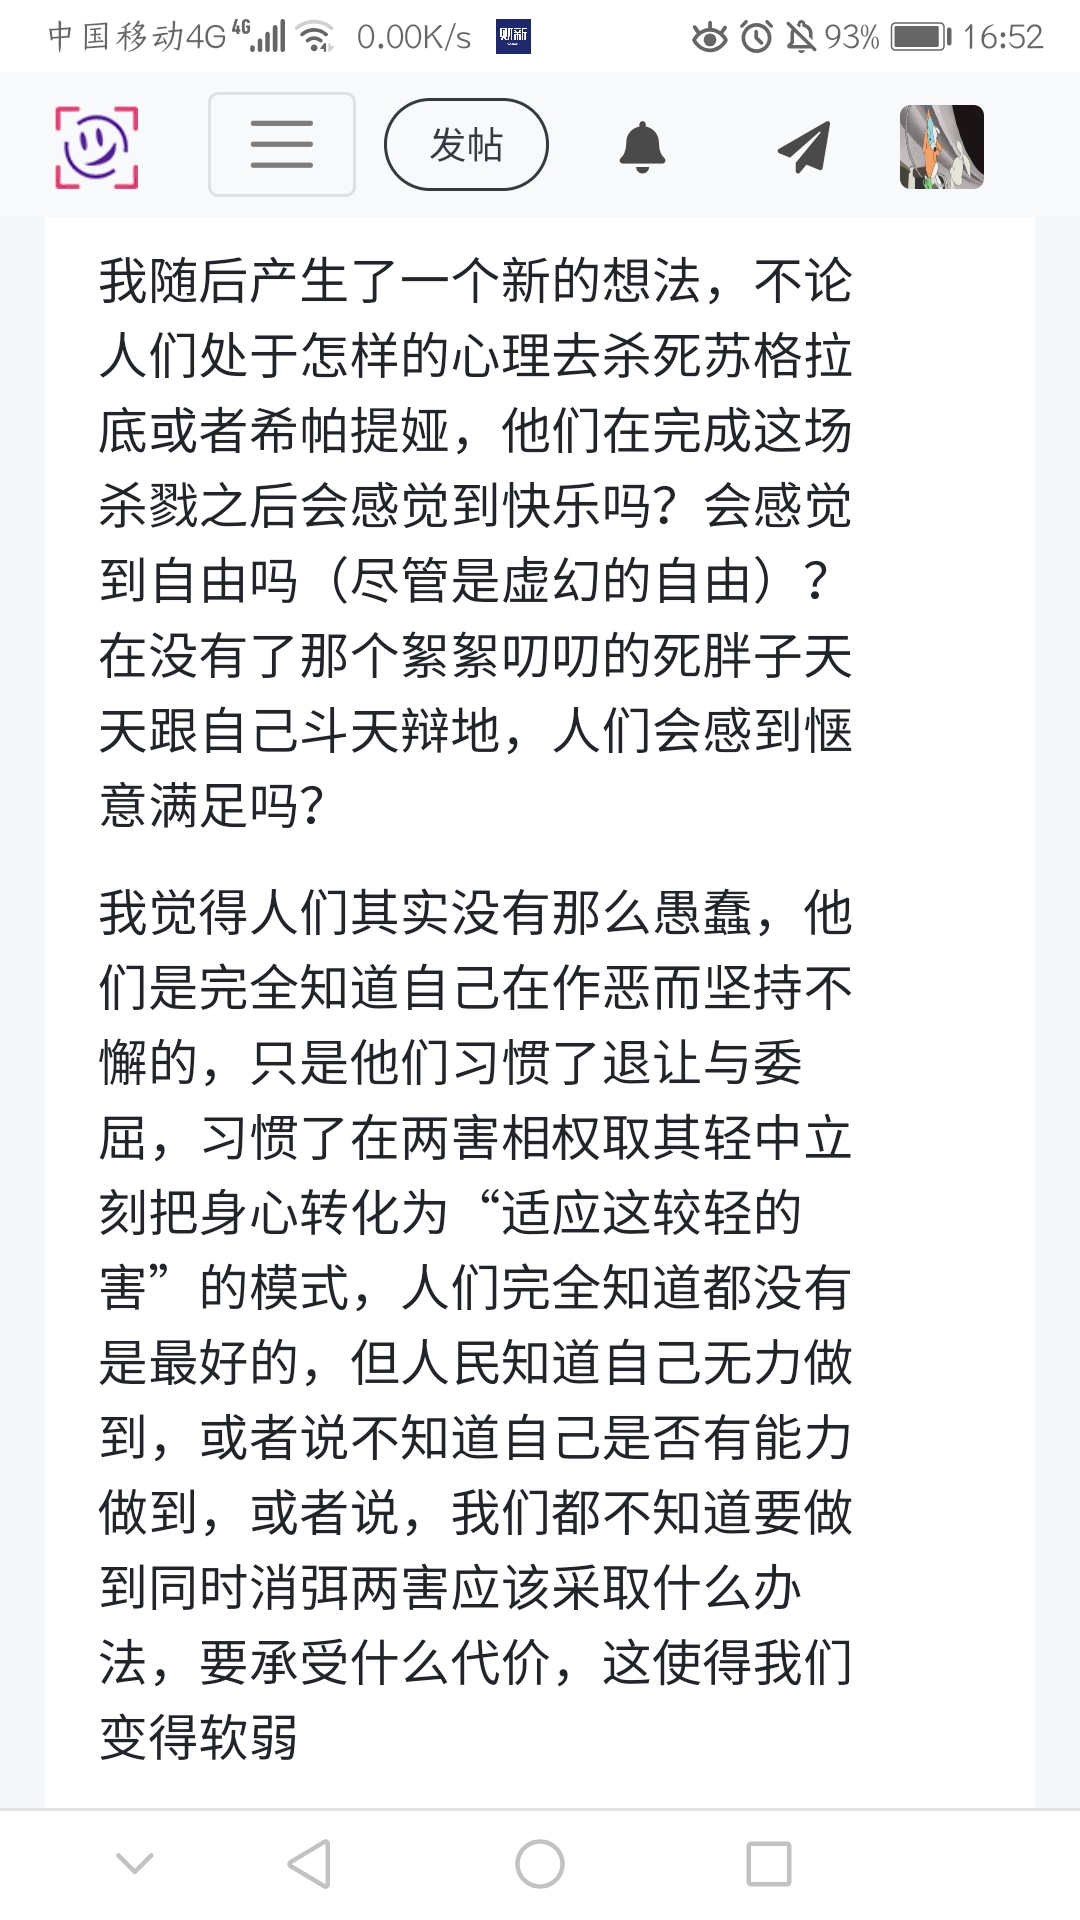 中国移动4G 4G 0.00K/s 财新 93% 16:52
发帖
我随后产生了一个新的想法，不论
人们处于怎样的心理去杀死苏格拉
底或者希帕提娅，他们在完成这场
杀戮之后会感觉到快乐吗？会感觉
到自由吗（尽管是虚幻的自由）？
在没有了那个絮絮叨叨的死胖子天
天跟自己斗天辩地，人们会感到惬
意满足吗？
我觉得人们其实没有那么愚蠢，他
们是完全知道自己在作恶而坚持不
懈的，只是他们习惯了退让与委
屈，习惯了在两害相权取其轻中立
刻把身心转化为“适应这较轻的
害”的模式，人们完全知道都没有
是最好的，但人民知道自己无力做
到，或者说不知道自己是否有能力
做到，或者说，我们都不知道要做
到同时消弭两害应该采取什么办
法，要承受什么代价，这使得我们
变得软弱